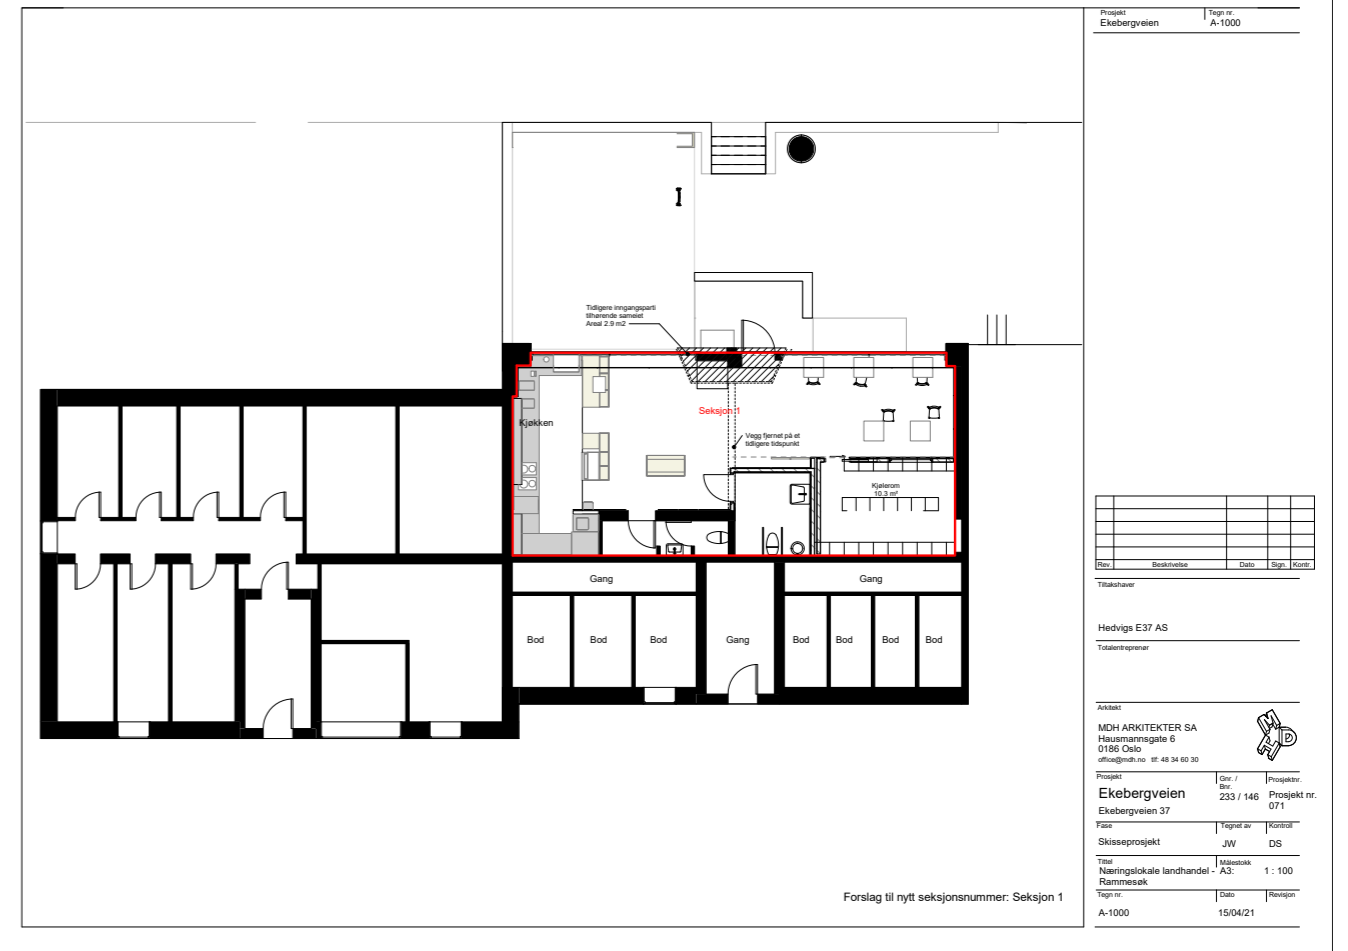 Prosjekt
Ekebergveien
Tegn nr.
A-1000
Tidligere inngangsparti
tilhørende sameiet
Areal 2.9 m2
Kjøkken
Seksjon 1
Vegg fjernet på et
tidligere tidspunkt
Kjølerom
10.3 m²
Gang
Gang
Bod
Bod
Bod
Gang
Bod
Bod
Bod
Bod
Forslag til nytt seksjonsnummer: Seksjon 1
Rev. Beskrivelse Dato Sign. Kontr.
Tiltakshaver
Hedvigs E37 AS
Totalentreprenør
Arkitekt
MDH ARKITEKTER SA
Hausmannsgate 6
0186 Oslo
office@mdh.no tlf: 48 34 60 30
MDH
Prosjekt
Ekebergveien
Ekebergveien 37
Gnr. /
Bnr.
233 / 146
Prosjektnr.
Prosjekt nr.
071
Fase
Skisseprosjekt
Tegnet av
JW
Kontroll
DS
Tittel
Næringslokale landhandel -
Rammesøk
Målestokk
A3: 1 : 100
Tegn nr.
A-1000
Dato
15/04/21
Revisjon